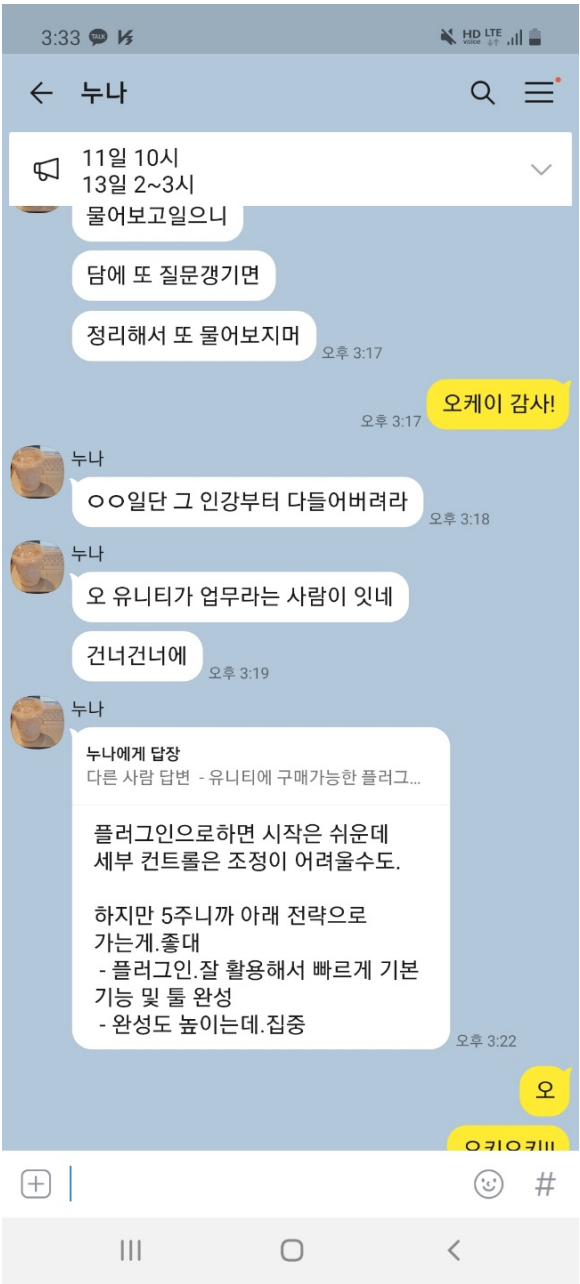 3:33 TALK
HD LTE
voice
누나
11일 10시
13일 2~3시
물어보고일으니
담에 또 질문갱기면
정리해서 또 물어보지머
오후 3:17
오케이 감사!
오후 3:17
누나
ㅇㅇ일단 그 인강부터 다들어버려라
오후 3:18
누나
오 유니티가 업무라는 사람이 잇네
건너건너에
오후 3:19
누나
누나에게 답장
다른 사람 답변 - 유니티에 구매가능한 플러그...
플러그인으로하면 시작은 쉬운데
세부 컨트롤은 조정이 어려울수도.
하지만 5주니까 아래 전략으로
가는게.좋대
- 플러그인.잘 활용해서 빠르게 기본
기능 및 툴 완성
- 완성도 높이는데.집중
오후 3:22
오
오키오키!!
#